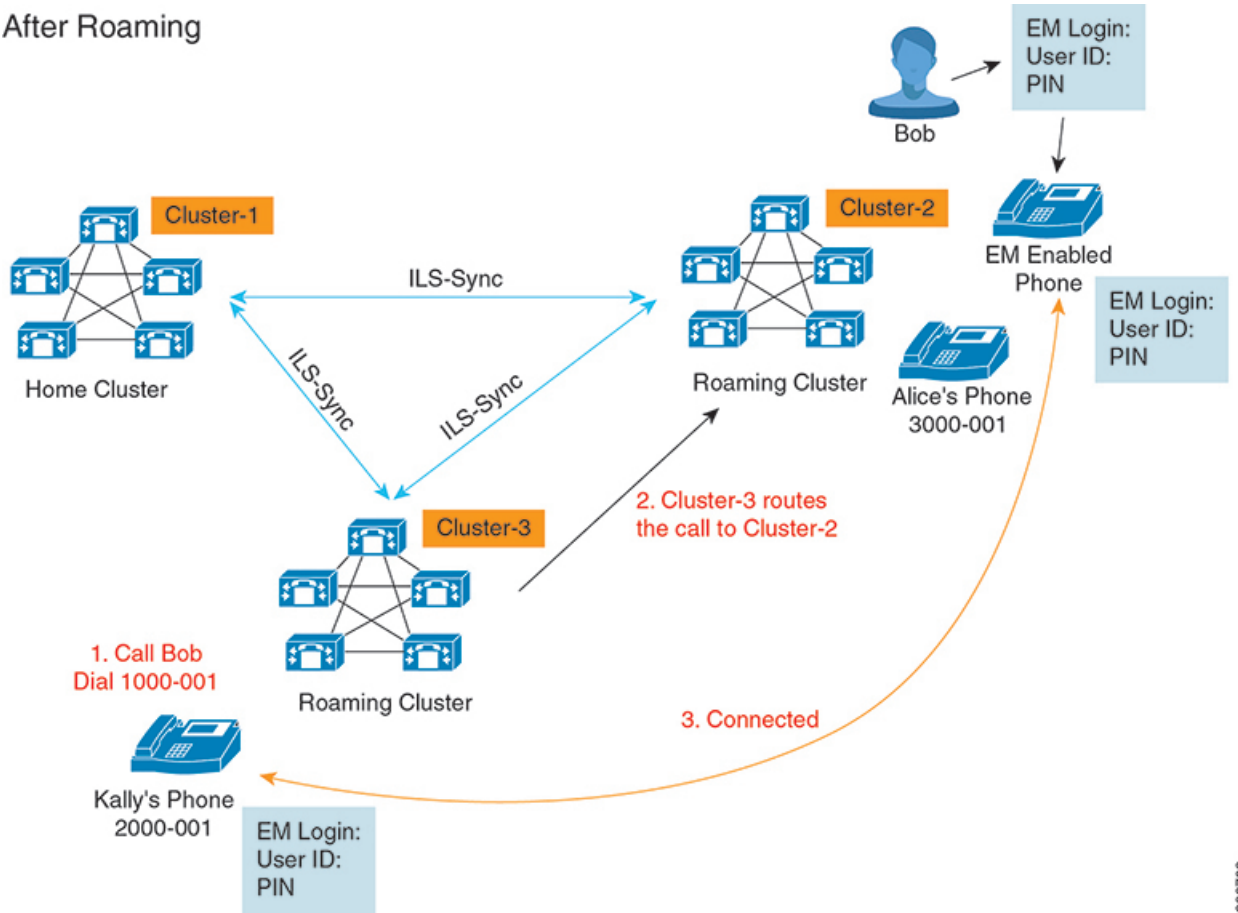 After Roaming
EM Login:
User ID:
PIN
Bob
Cluster-1
Cluster-2
EM Enabled
Phone
ILS-Sync
EM Login:
User ID:
PIN
Home Cluster
Roaming Cluster
Alice's Phone
3000-001
ILS-Sync
ILS-Sync
2. Cluster-3 routes
the call to Cluster-2
Cluster-3
1. Call Bob
Dial 1000-001
Roaming Cluster
3. Connected
Kally's Phone
2000-001
EM Login:
User ID:
PIN